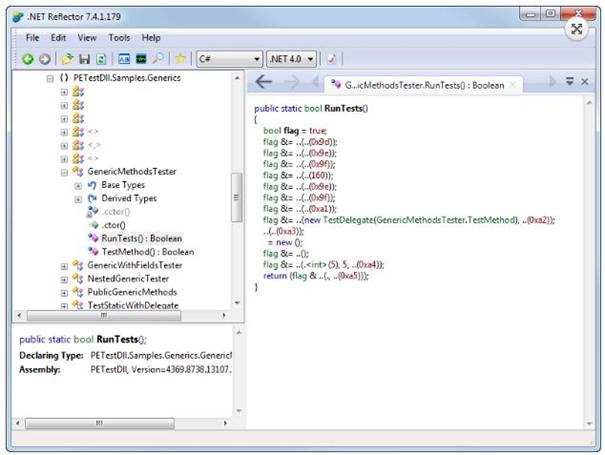 .NET Reflector 7.4.1.179
File Edit View Tools Help
C# .NET 4.0
{ } PETestDll.Samples.Generics
<>
<,>
<>
GenericMethodsTester
Base Types
Derived Types
.cctor()
.ctor()
RunTests() : Boolean
TestMethod() : Boolean
GenericWithFieldsTester
NestedGenericTester
PublicGenericMethods
TestStaticWithDelegate
public static bool RunTests();
Declaring Type: PETestDll.Samples.Generics.GenericM
Assembly: PETestDll, Version=4369.8738.13107.
G...icMethodsTester.RunTests() : Boolean
public static bool RunTests()
{
bool flag = true;
flag &= ..(..(0x9d));
flag &= ..(..(0x9e));
flag &= ..(..(0x9f));
flag &= ..(..(160));
flag &= ..(..(0x9e));
flag &= ..(..(0x9f));
flag &= ..(..(0xa1));
flag &= ..(new TestDelegate(GenericMethodsTester.TestMethod), ..(0xa2));
..(..(0xa3));
= new ();
flag &= ..();
flag &= ..(.<int>(5), 5, ..(0xa4));
return (flag & ..(., ..(0xa5)));
}